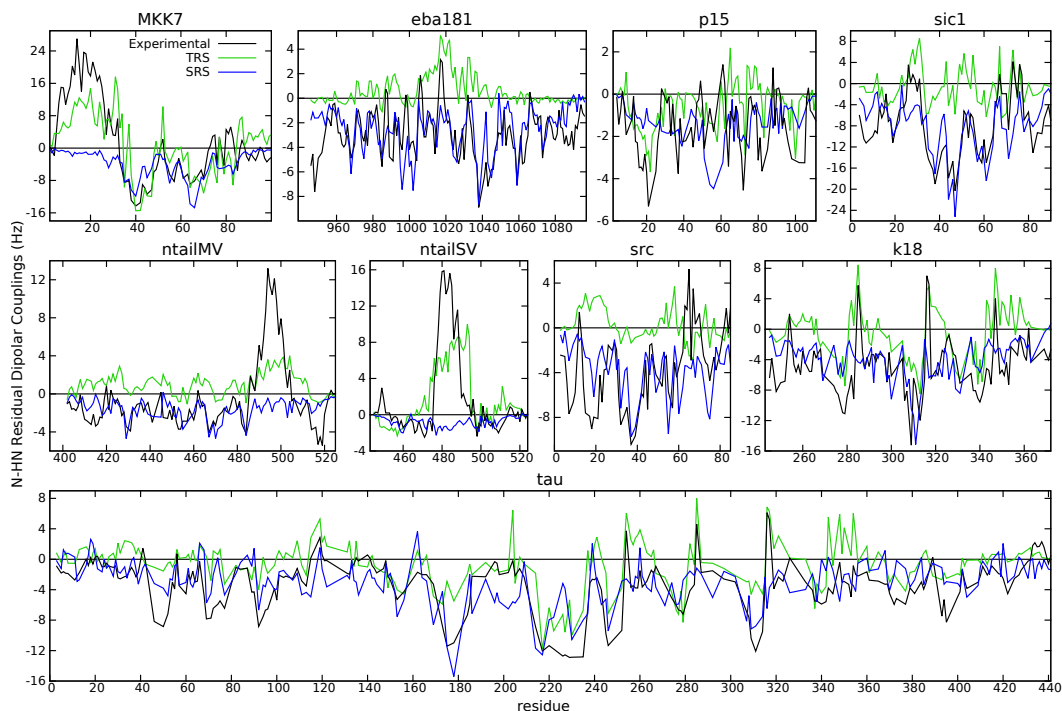 MKK7 eba181 p15 sic1
Experimental
TRS
SRS
24 16 8 0 -8 -16
4 2 0 -2 -4 -6 -8
2 0 -2 -4 -6
8 4 0 -4 -8 -12 -16 -20 -24 -28
20 40 60 80
960 980 1000 1020 1040 1060 1080
20 40 60 80 100
0 20 40 60 80
ntailMV ntailSV src k18
12 8 4 0 -4
16 12 8 4 0 -4
4 0 -4 -8
8 4 0 -4 -8 -12 -16
400 420 440 460 480 500 520
460 480 500 520
0 20 40 60 80
260 280 300 320 340 360
N-HN Residual Dipolar Couplings (Hz)
tau
8 4 0 -4 -8 -12 -16
0 20 40 60 80 100 120 140 160 180 200 220 240 260 280 300 320 340 360 380 400 420 440
residue